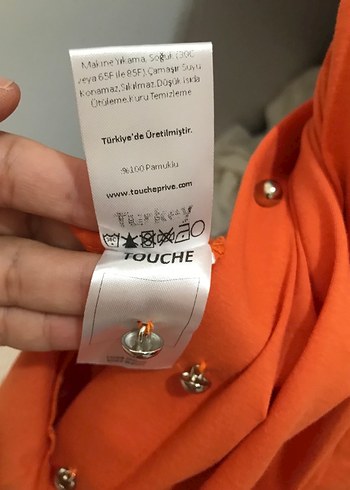 Makine Yıkama, Soğuk (30C
veya 65F ile 85F).Çamaşır Suyu
Konmaz,Sıkılmaz,Düşük Isıda
Ütüleme,Kuru Temizleme
Türkiye'de Üretilmiştir.
%100 Pamuklu
www.toucheprive.com
Turkey
TOUCHE